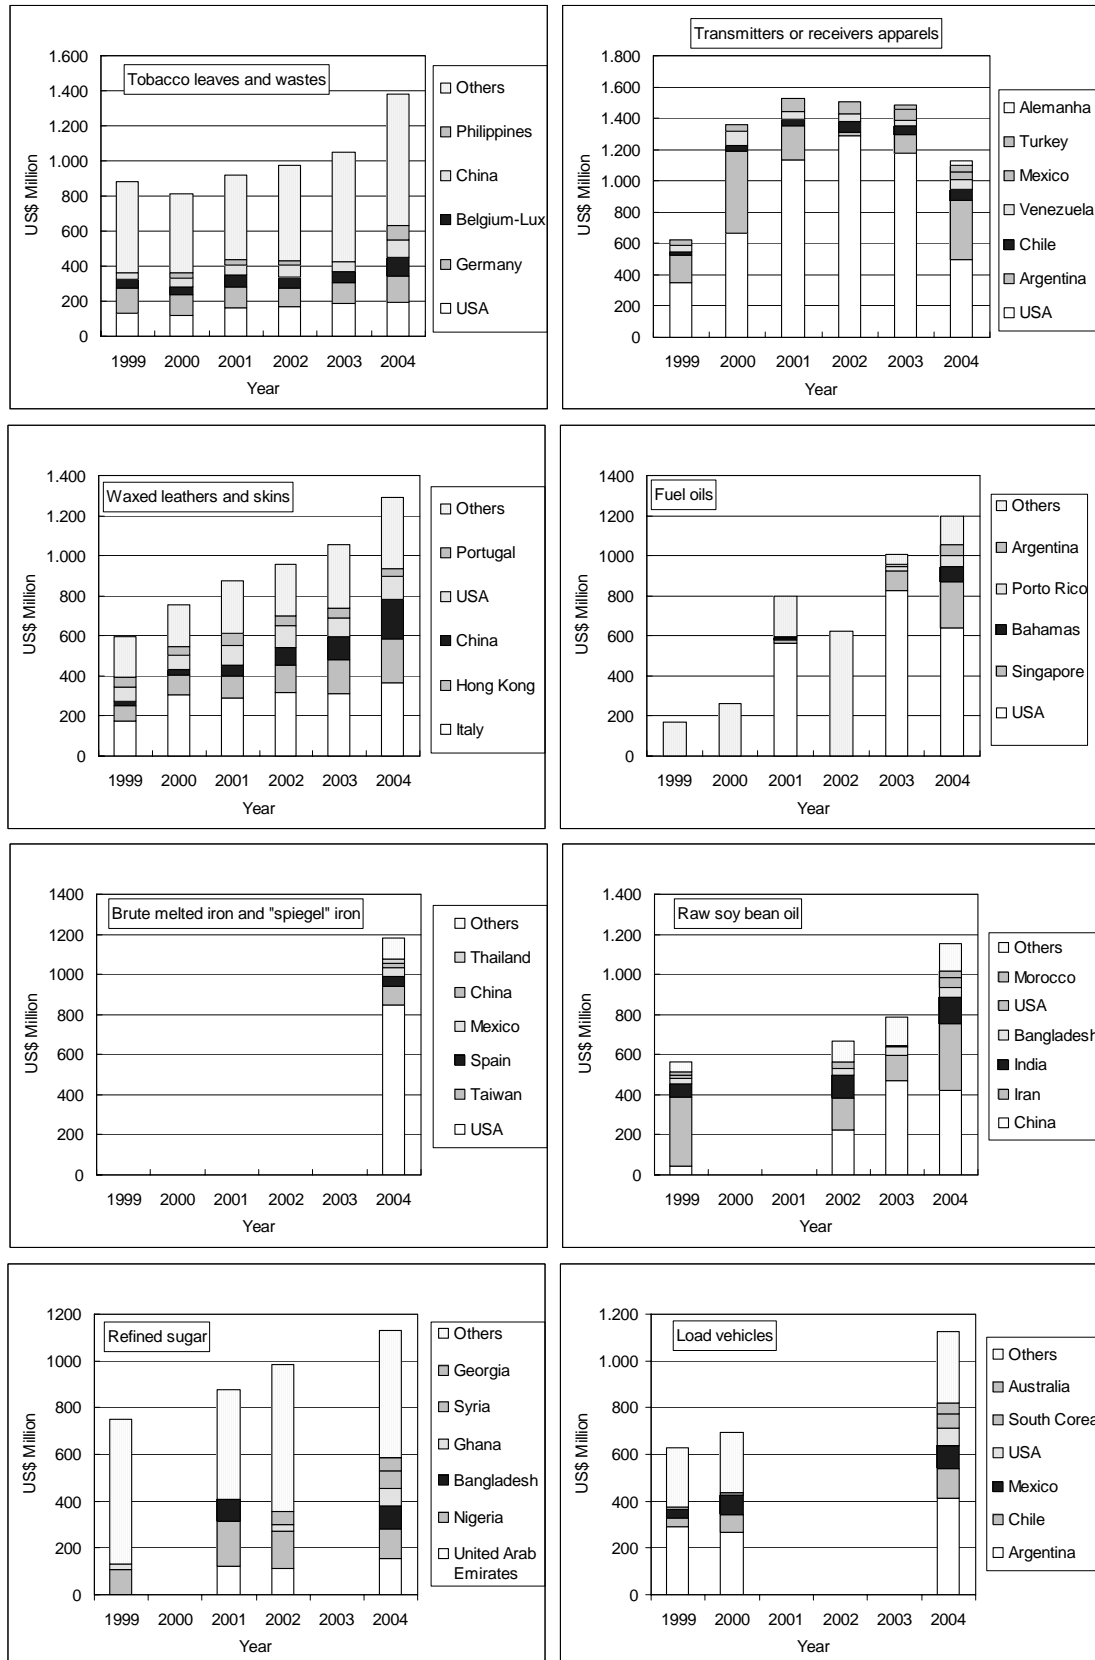 Tobacco leaves and wastes
US$ Million
1.600
1.400
1.200
1.000
800
600
400
200
0
1999 2000 2001 2002 2003 2004
Year
Others
Philippines
China
Belgium-Lux
Germany
USA
Transmitters or receivers apparels
US$ Million
1.800
1.600
1.400
1.200
1.000
800
600
400
200
0
1999 2000 2001 2002 2003 2004
Year
Alemanha
Turkey
Mexico
Venezuela
Chile
Argentina
USA
Waxed leathers and skins
US$ Million
1.400
1.200
1.000
800
600
400
200
0
1999 2000 2001 2002 2003 2004
Year
Others
Portugal
USA
China
Hong Kong
Italy
Fuel oils
US$ Million
1.400
1.200
1000
800
600
400
200
0
1999 2000 2001 2002 2003 2004
Year
Others
Argentina
Porto Rico
Bahamas
Singapore
USA
Brute melted iron and "spiegel" iron
US$ Million
1400
1200
1000
800
600
400
200
0
1999 2000 2001 2002 2003 2004
Year
Others
Thailand
China
Mexico
Spain
Taiwan
USA
Raw soy bean oil
US$ Million
1400
1.200
1.000
800
600
400
200
0
1999 2000 2001 2002 2003 2004
Year
Others
Morocco
USA
Bangladesh
India
Iran
China
Refined sugar
US$ Million
1200
1000
800
600
400
200
0
1999 2000 2001 2002 2003 2004
Year
Others
Georgia
Syria
Ghana
Bangladesh
Nigeria
United Arab
Emirates
Load vehicles
US$ Million
1.200
1.000
800
600
400
200
0
1999 2000 2001 2002 2003 2004
Year
Others
Australia
South Corea
USA
Mexico
Chile
Argentina